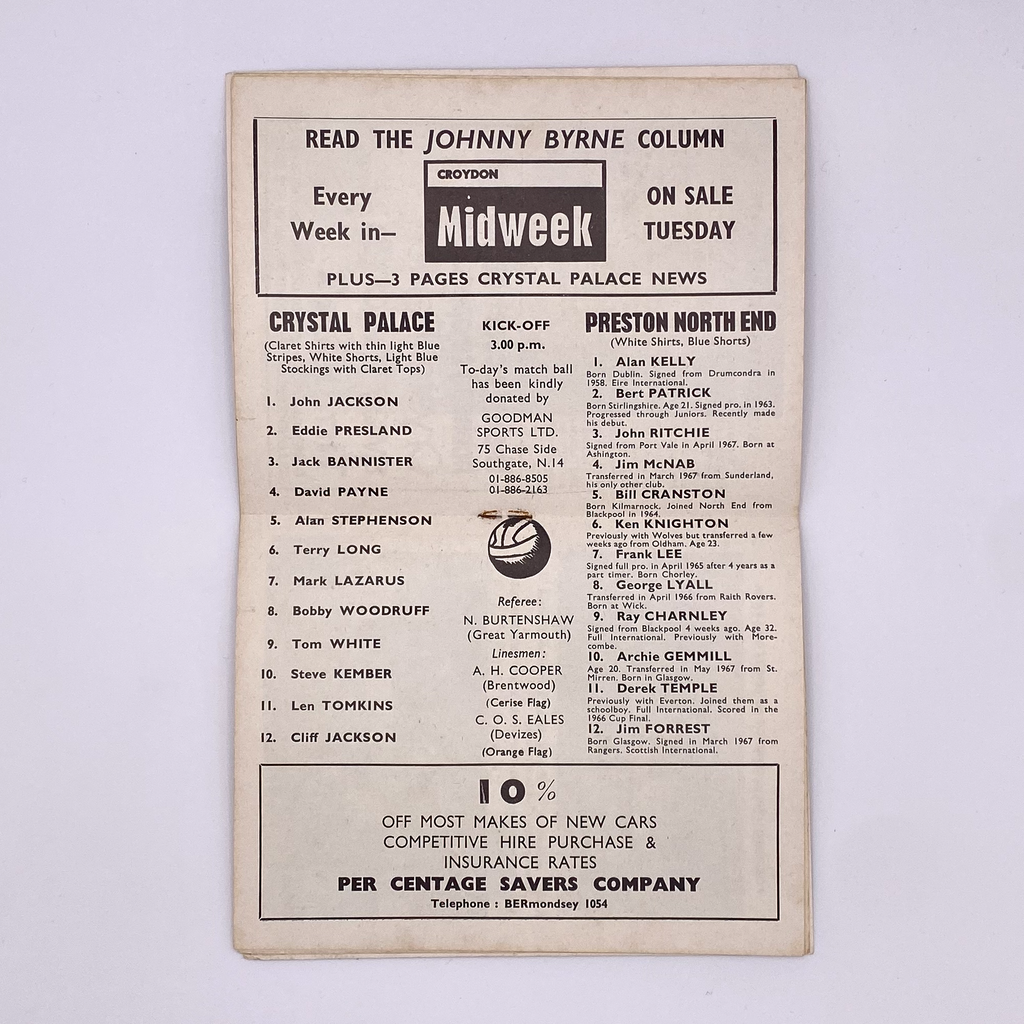 READ THE JOHNNY BYRNE COLUMN
Every
Week in—
CROYDON
Midweek
ON SALE
TUESDAY
PLUS—3 PAGES CRYSTAL PALACE NEWS
CRYSTAL PALACE
(Claret Shirts with thin light Blue
Stripes, White Shorts, Light Blue
Stockings with Claret Tops)
1. John JACKSON
2. Eddie PRESLAND
3. Jack BANNISTER
4. David PAYNE
5. Alan STEPHENSON
6. Terry LONG
7. Mark LAZARUS
8. Bobby WOODRUFF
9. Tom WHITE
10. Steve KEMBER
11. Len TOMKINS
12. Cliff JACKSON
KICK-OFF
3.00 p.m.
To-day's match ball
has been kindly
donated by
GOODMAN
SPORTS LTD.
75 Chase Side
Southgate, N.14
01-886-8505
01-886-2163
Referee:
N. BURTENSHAW
(Great Yarmouth)
Linesmen:
A. H. COOPER
(Brentwood)
(Cerise Flag)
C. O. S. EALES
(Devizes)
(Orange Flag)
PRESTON NORTH END
(White Shirts, Blue Shorts)
1. Alan KELLY
Born Dublin. Signed from Drumcondra in
1958. Eire International.
2. Bert PATRICK
Born Stirlingshire. Age 21. Signed pro. in 1963.
Progressed through Juniors. Recently made
his debut.
3. John RITCHIE
Signed from Port Vale in April 1967. Born at
Ashington.
4. Jim McNAB
Transferred in March 1967 from Sunderland,
his only other club.
5. Bill CRANSTON
Born Kilmarnock. Joined North End from
Blackpool in 1964.
6. Ken KNIGHTON
Previously with Wolves but transferred a few
weeks ago from Oldham. Age 23.
7. Frank LEE
Signed full pro. in April 1965 after 4 years as a
part timer. Born Chorley.
8. George LYALL
Transferred in April 1966 from Raith Rovers.
Born at Wick.
9. Ray CHARNLEY
Signed from Blackpool 4 weeks ago. Age 32.
Full International. Previously with More-
combe.
10. Archie GEMMILL
Age 20. Transferred in May 1967 from St.
Mirren. Born in Glasgow.
11. Derek TEMPLE
Previously with Everton. Joined them as a
schoolboy. Full International. Scored in the
1966 Cup Final.
12. Jim FORREST
Born Glasgow. Signed in March 1967 from
Rangers. Scottish International.
10%
OFF MOST MAKES OF NEW CARS
COMPETITIVE HIRE PURCHASE &
INSURANCE RATES
PER CENTAGE SAVERS COMPANY
Telephone : BERmondsey 1054